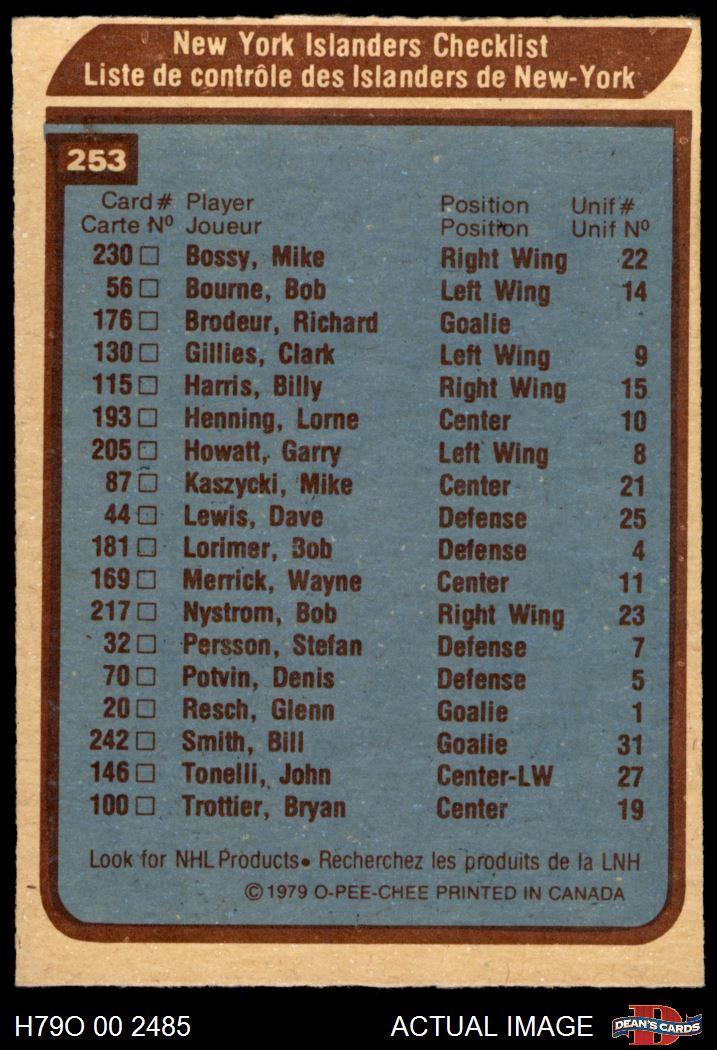 New York Islanders Checklist
Liste de contrôle des Islanders de New-York
253
Card # Player Position Unif #
Carte Nº Joueur Position Unif Nº
230 □ Bossy, Mike Right Wing 22
56 □ Bourne, Bob Left Wing 14
176 □ Brodeur, Richard Goalie
130 □ Gillies, Clark Left Wing 9
115 □ Harris, Billy Right Wing 15
193 □ Henning, Lorne Center 10
205 □ Howatt, Garry Left Wing 8
87 □ Kaszycki, Mike Center 21
44 □ Lewis, Dave Defense 25
181 □ Lorimer, Bob Defense 4
169 □ Merrick, Wayne Center 11
217 □ Nystrom, Bob Right Wing 23
32 □ Persson, Stefan Defense 7
70 □ Potvin, Denis Defense 5
20 □ Resch, Glenn Goalie 1
242 □ Smith, Bill Goalie 31
146 □ Tonelli, John Center-LW 27
100 □ Trottier, Bryan Center 19
Look for NHL Products • Recherchez les produits de la LNH
© 1979 O-PEE-CHEE PRINTED IN CANADA
H79O 00 2485 ACTUAL IMAGE D DEAN'S CARDS